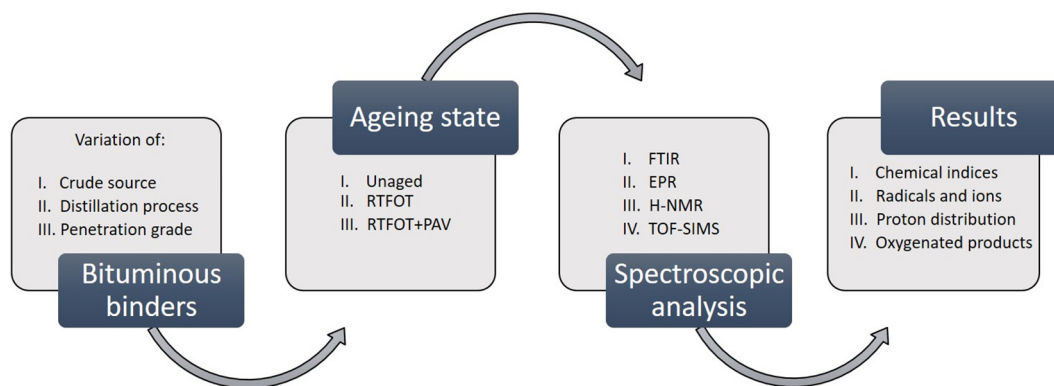 Variation of:
I. Crude source
II. Distillation process
III. Penetration grade
Bituminous
binders
Ageing state
I. Unaged
II. RTFOT
III. RTFOT+PAV
I. FTIR
II. EPR
III. H-NMR
IV. TOF-SIMS
Spectroscopic
analysis
Results
I. Chemical indices
II. Radicals and ions
III. Proton distribution
IV. Oxygenated products